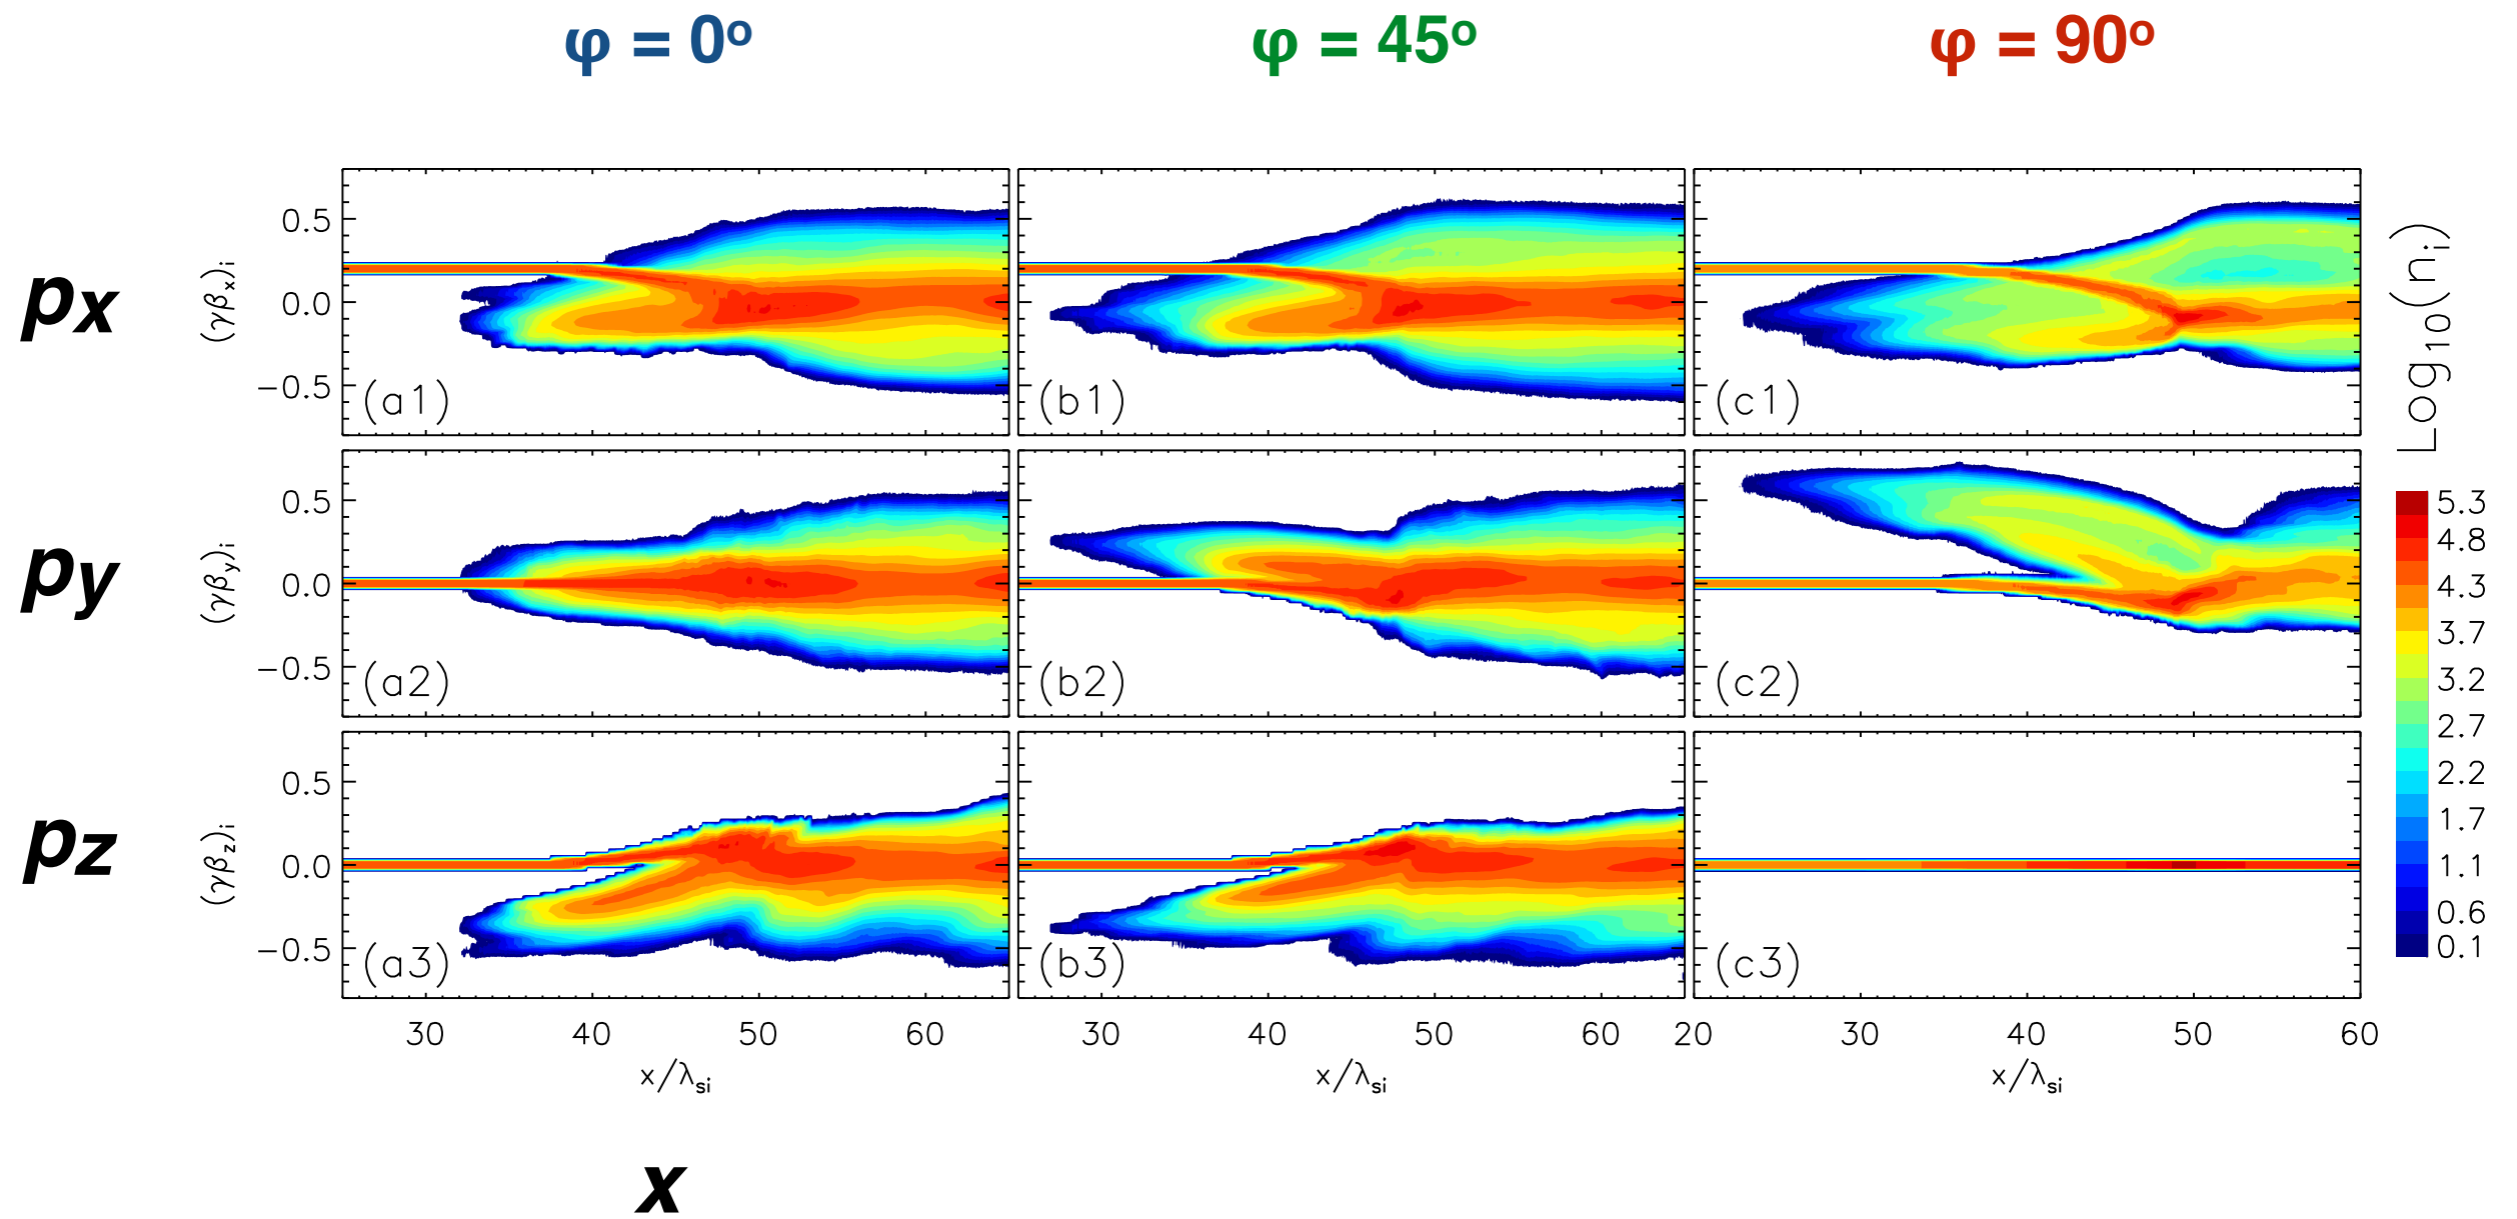 φ = 0º φ = 45º φ = 90º
px
(γβx)i
0.5
0.0
−0.5
(a1) (b1) (c1)
Log10(ni)
py
(γβy)i
0.5
0.0
−0.5
(a2) (b2) (c2)
5.3
4.8
4.3
3.7
3.2
2.7
2.2
1.7
1.1
0.6
0.1
pz
(γβz)i
0.5
0.0
−0.5
(a3) (b3) (c3)
30 40 50 60 30 40 50 60 20 30 40 50 60
x/λsi x/λsi x/λsi
x